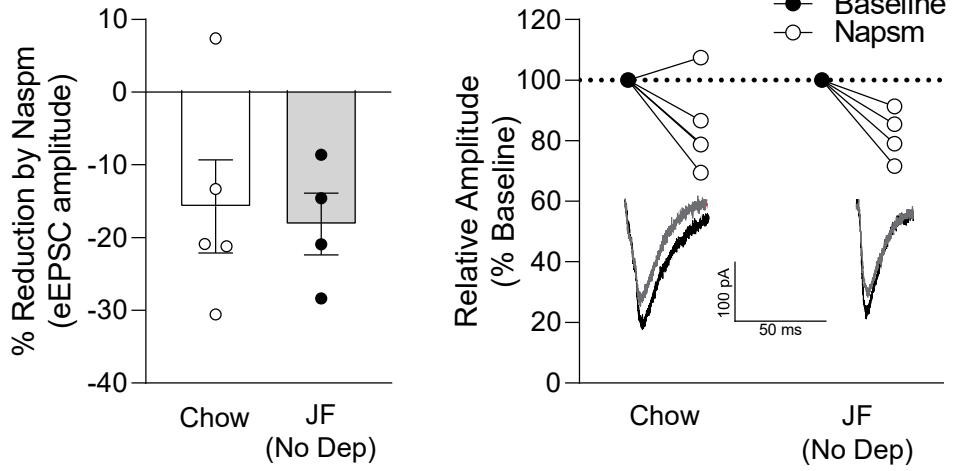 % Reduction by Naspm
(eEPSC amplitude)
10
0
-10
-20
-30
-40
Chow
JF
(No Dep)
Relative Amplitude
(% Baseline)
120
100
80
60
40
20
0
Baseline
Napsm
100 pA
50 ms
Chow
JF
(No Dep)